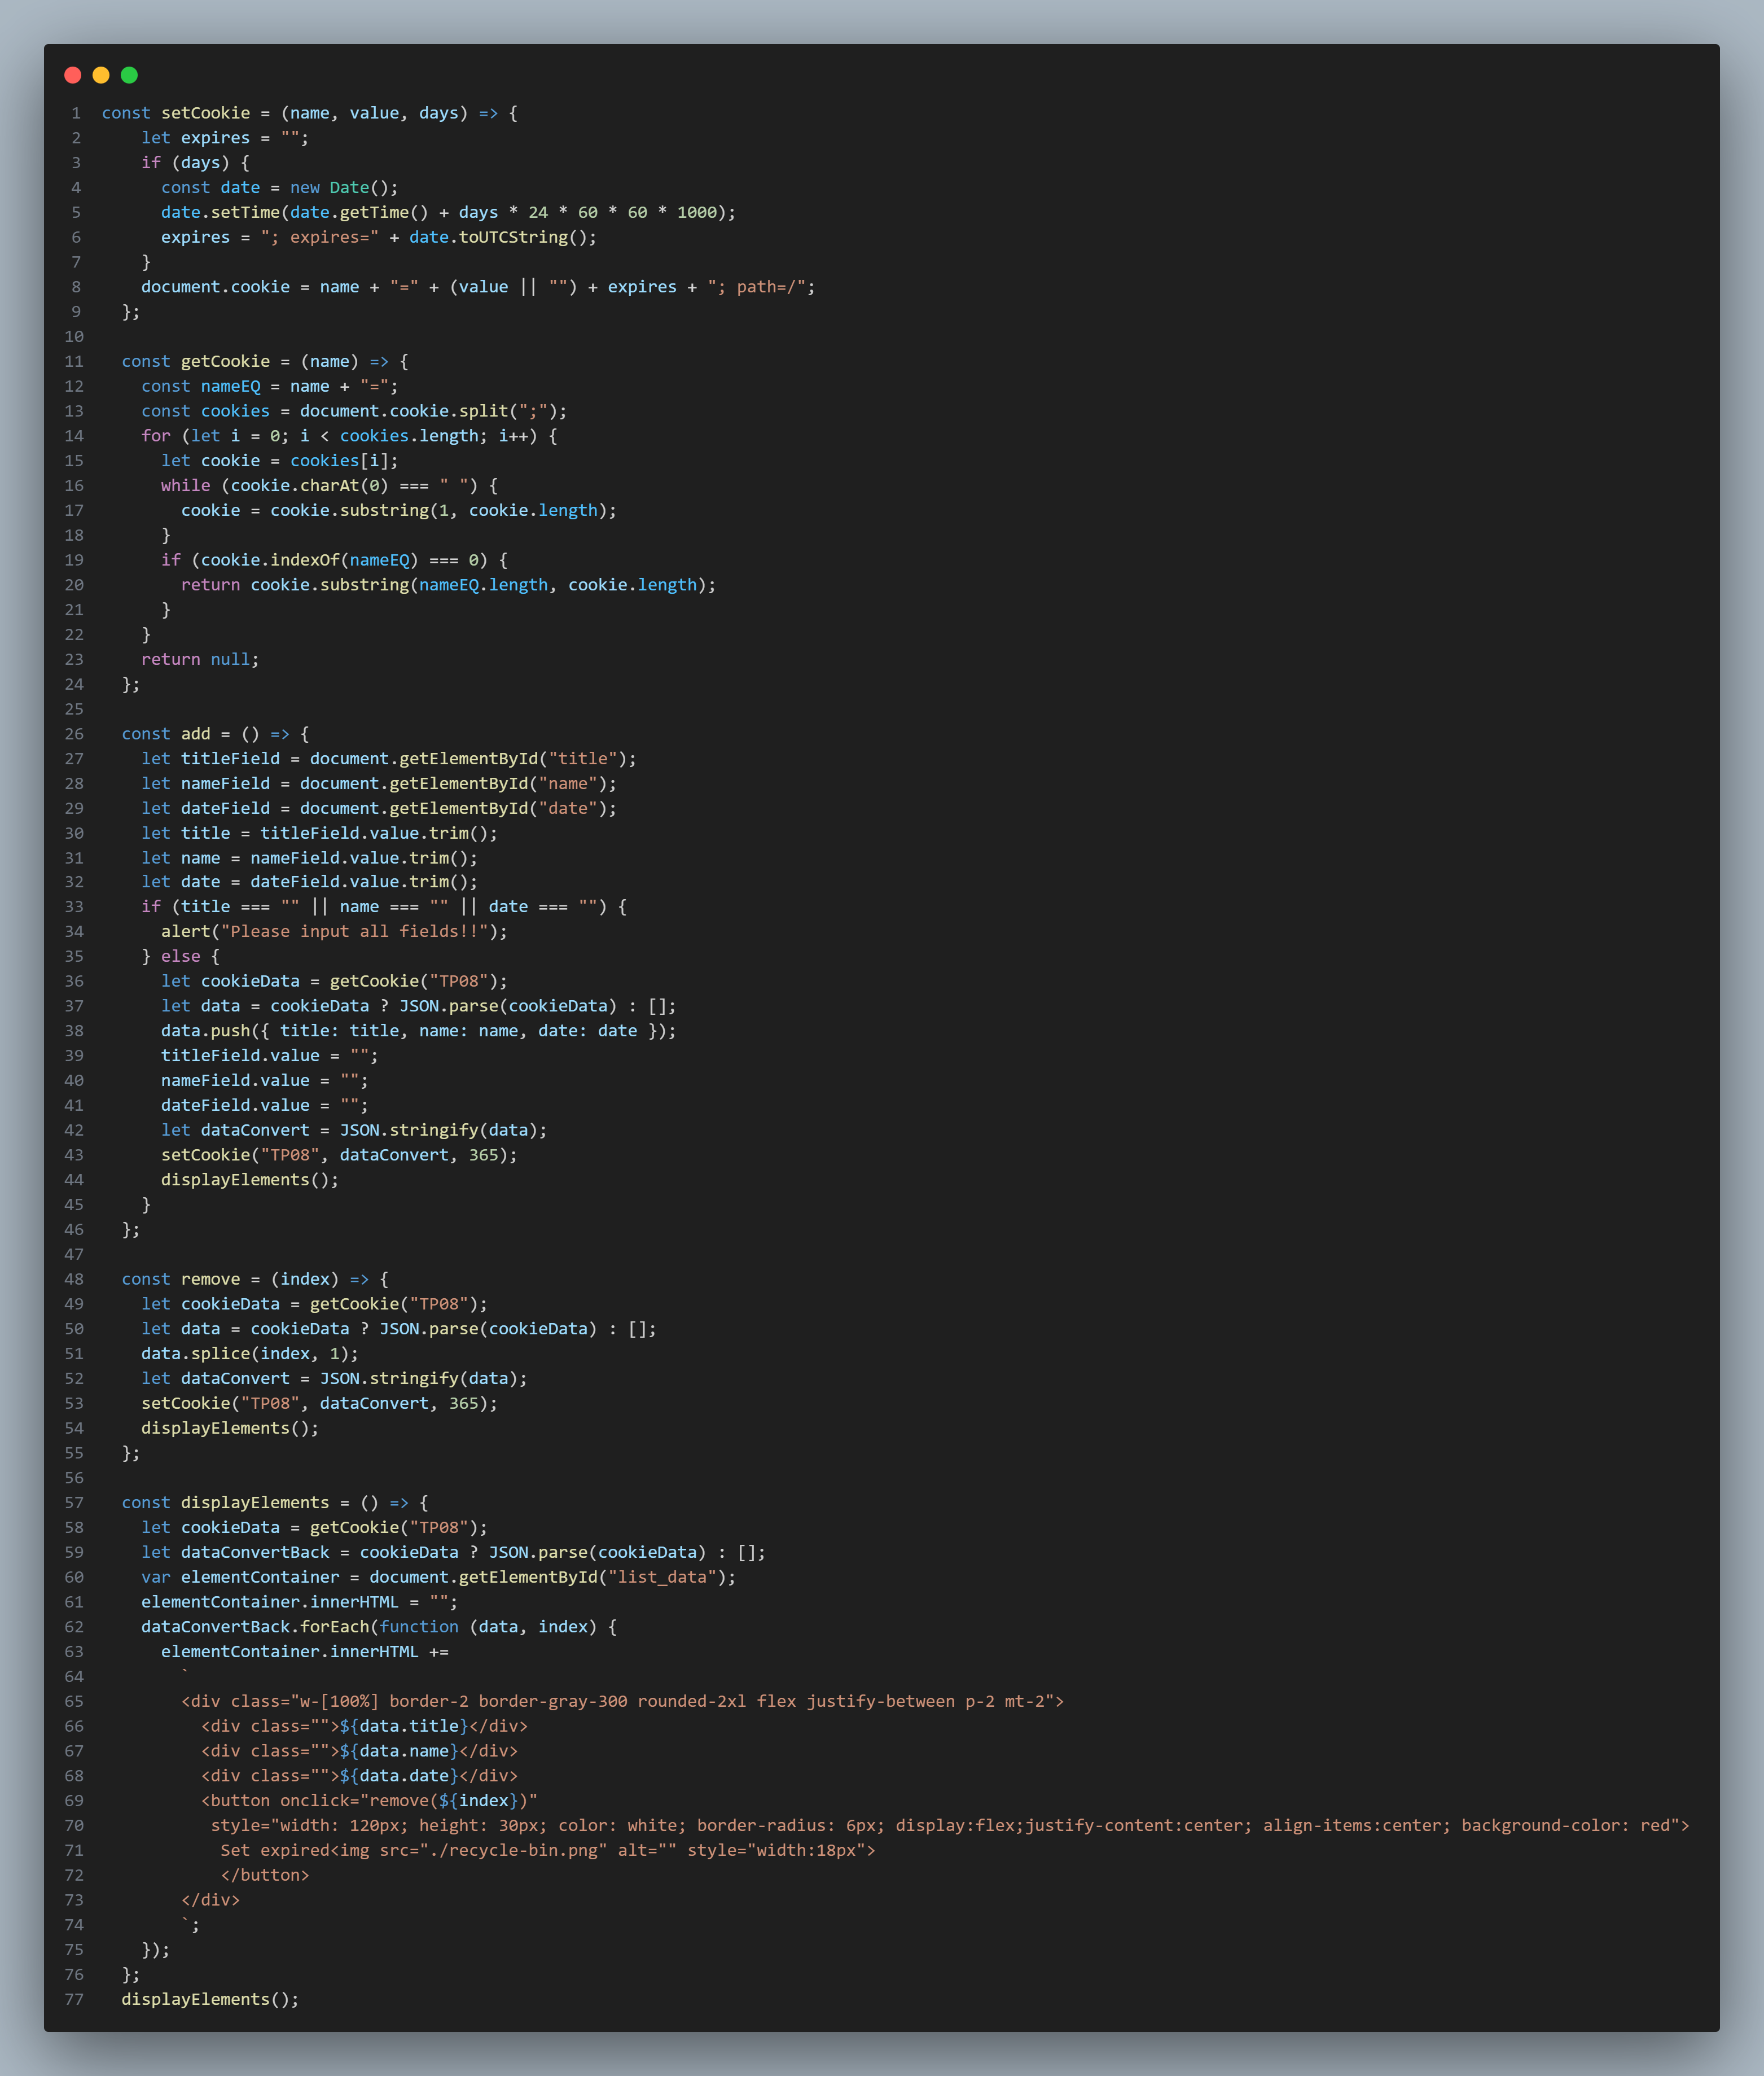 1 const setCookie = (name, value, days) => {
2     let expires = "";
3     if (days) {
4       const date = new Date();
5       date.setTime(date.getTime() + days * 24 * 60 * 60 * 1000);
6       expires = "; expires=" + date.toUTCString();
7     }
8     document.cookie = name + "=" + (value || "") + expires + "; path=/";
9   };
10
11   const getCookie = (name) => {
12     const nameEQ = name + "=";
13     const cookies = document.cookie.split(";");
14     for (let i = 0; i < cookies.length; i++) {
15       let cookie = cookies[i];
16       while (cookie.charAt(0) === " ") {
17         cookie = cookie.substring(1, cookie.length);
18       }
19       if (cookie.indexOf(nameEQ) === 0) {
20         return cookie.substring(nameEQ.length, cookie.length);
21       }
22     }
23     return null;
24   };
25
26   const add = () => {
27     let titleField = document.getElementById("title");
28     let nameField = document.getElementById("name");
29     let dateField = document.getElementById("date");
30     let title = titleField.value.trim();
31     let name = nameField.value.trim();
32     let date = dateField.value.trim();
33     if (title === "" || name === "" || date === "") {
34       alert("Please input all fields!!");
35     } else {
36       let cookieData = getCookie("TP08");
37       let data = cookieData ? JSON.parse(cookieData) : [];
38       data.push({ title: title, name: name, date: date });
39       titleField.value = "";
40       nameField.value = "";
41       dateField.value = "";
42       let dataConvert = JSON.stringify(data);
43       setCookie("TP08", dataConvert, 365);
44       displayElements();
45     }
46   };
47
48   const remove = (index) => {
49     let cookieData = getCookie("TP08");
50     let data = cookieData ? JSON.parse(cookieData) : [];
51     data.splice(index, 1);
52     let dataConvert = JSON.stringify(data);
53     setCookie("TP08", dataConvert, 365);
54     displayElements();
55   };
56
57   const displayElements = () => {
58     let cookieData = getCookie("TP08");
59     let dataConvertBack = cookieData ? JSON.parse(cookieData) : [];
60     var elementContainer = document.getElementById("list_data");
61     elementContainer.innerHTML = "";
62     dataConvertBack.forEach(function (data, index) {
63       elementContainer.innerHTML +=
64         `
65         <div class="w-[100%] border-2 border-gray-300 rounded-2xl flex justify-between p-2 mt-2">
66           <div class="">${data.title}</div>
67           <div class="">${data.name}</div>
68           <div class="">${data.date}</div>
69           <button onclick="remove(${index})"
70            style="width: 120px; height: 30px; color: white; border-radius: 6px; display:flex;justify-content:center; align-items:center; background-color: red">
71             Set expired<img src="./recycle-bin.png" alt="" style="width:18px">
72             </button>
73         </div>
74         `;
75     });
76   };
77   displayElements();